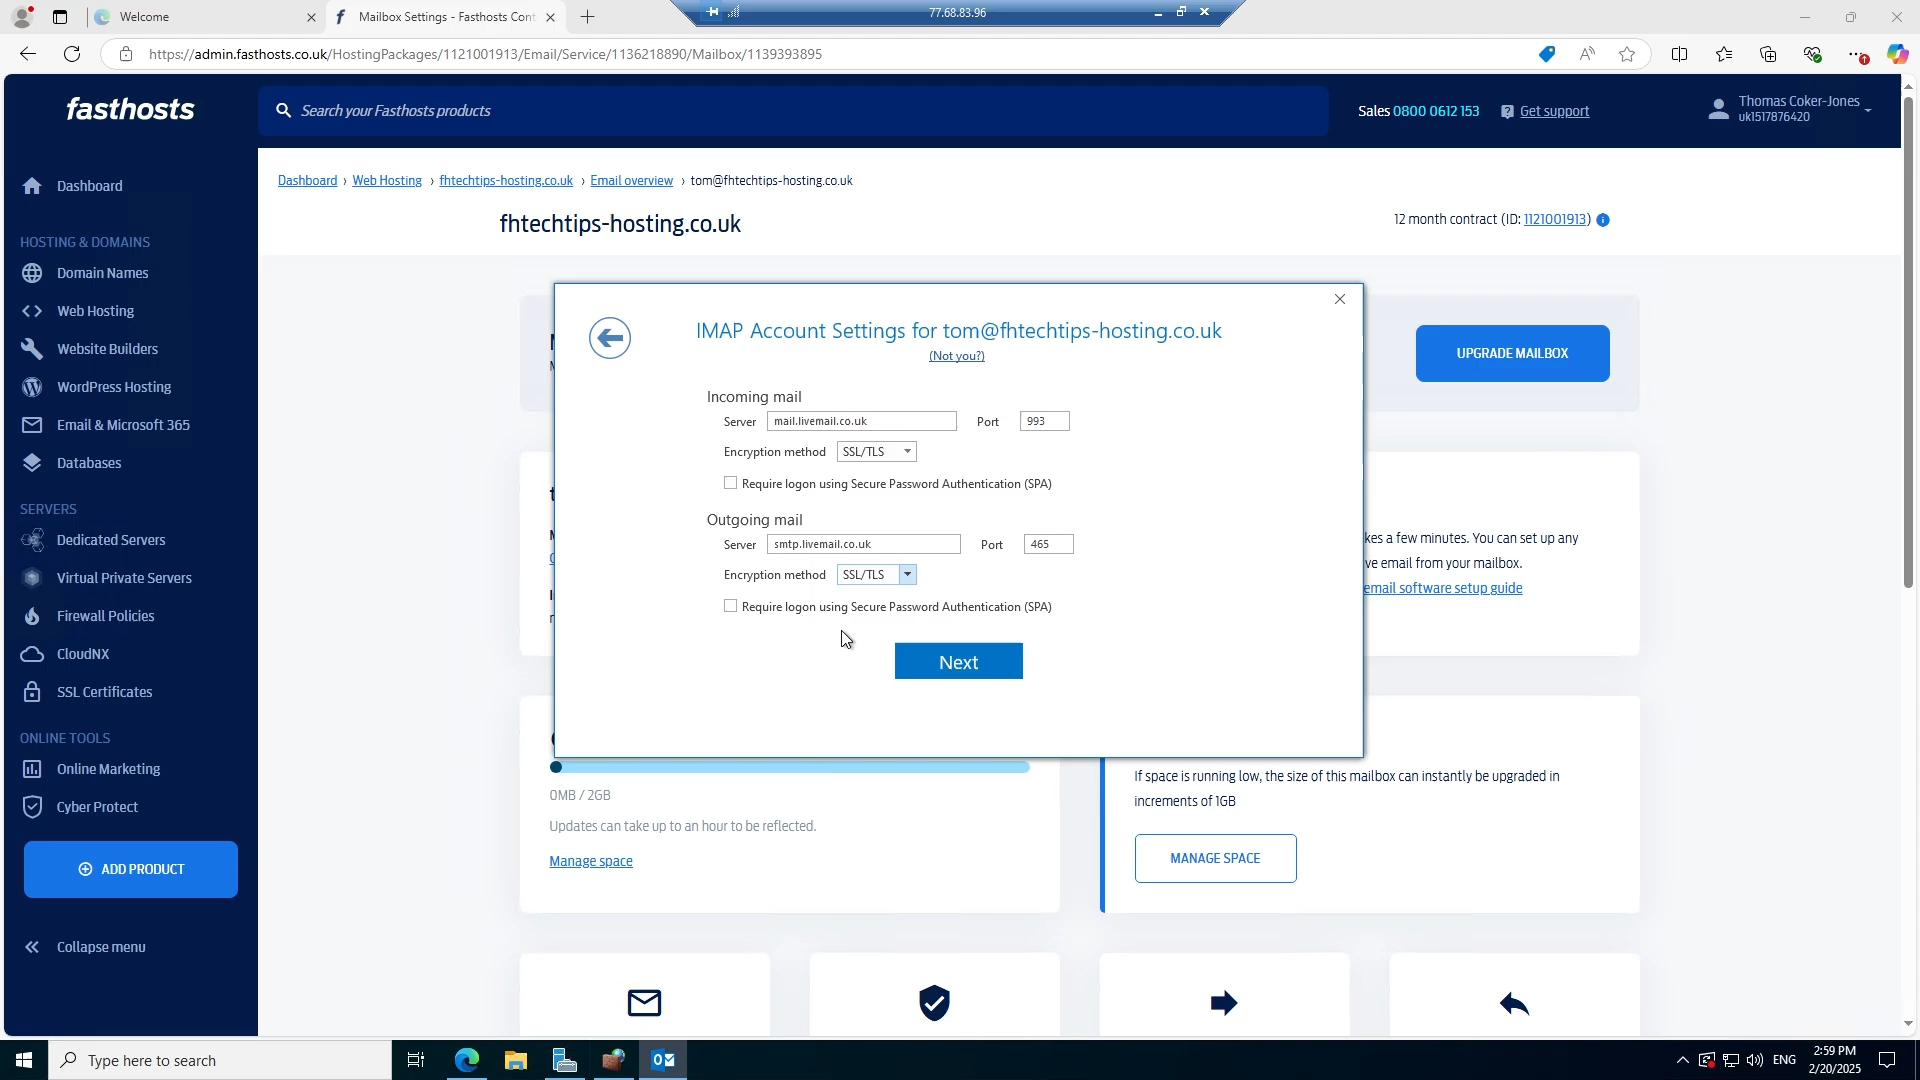 Welcome
Mailbox Settings - Fasthosts Cont
77.68.83.96
https://admin.fasthosts.co.uk/HostingPackages/1121001913/Email/Service/1136218890/Mailbox/1139393895
fasthosts
Search your Fasthosts products
Sales 0800 0612 153
Get support
Thomas Coker-Jones
uk1517876420
Dashboard
HOSTING & DOMAINS
Domain Names
Web Hosting
Website Builders
WordPress Hosting
Email & Microsoft 365
Databases
SERVERS
Dedicated Servers
Virtual Private Servers
Firewall Policies
CloudNX
SSL Certificates
ONLINE TOOLS
Online Marketing
Cyber Protect
ADD PRODUCT
Collapse menu
Dashboard › Web Hosting › fhtechtips-hosting.co.uk › Email overview › tom@fhtechtips-hosting.co.uk
fhtechtips-hosting.co.uk
12 month contract (ID: 1121001913)
UPGRADE MAILBOX
IMAP Account Settings for tom@fhtechtips-hosting.co.uk
(Not you?)
Incoming mail
Server mail.livemail.co.uk Port 993
Encryption method SSL/TLS
Require logon using Secure Password Authentication (SPA)
Outgoing mail
Server smtp.livemail.co.uk Port 465
Encryption method SSL/TLS
Require logon using Secure Password Authentication (SPA)
Next
kes a few minutes. You can set up any
ve email from your mailbox.
email software setup guide
0MB / 2GB
Updates can take up to an hour to be reflected.
Manage space
If space is running low, the size of this mailbox can instantly be upgraded in
increments of 1GB
MANAGE SPACE
Type here to search
ENG
2:59 PM
2/20/2025